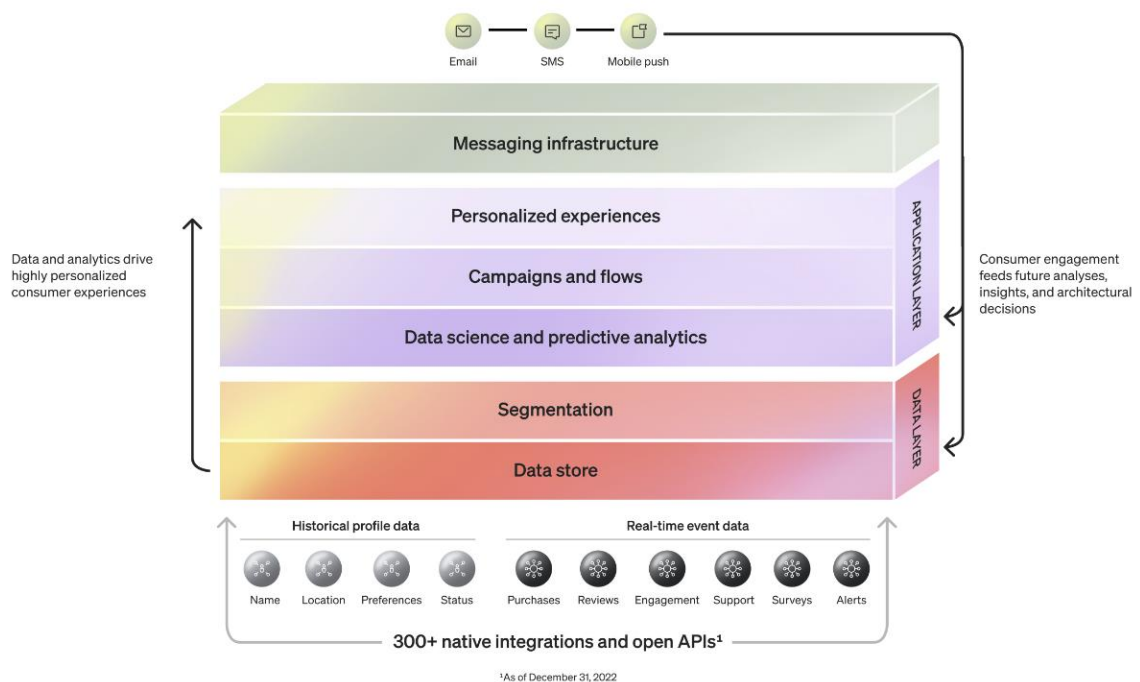 Email
SMS
Mobile push
Messaging infrastructure
Personalized experiences
Campaigns and flows
Data science and predictive analytics
APPLICATION LAYER
Segmentation
Data store
DATA LAYER
Data and analytics drive
highly personalized
consumer experiences
Consumer engagement
feeds future analyses,
insights, and architectural
decisions
Historical profile data
Real-time event data
Name
Location
Preferences
Status
Purchases
Reviews
Engagement
Support
Surveys
Alerts
300+ native integrations and open APIs¹
¹As of December 31, 2022